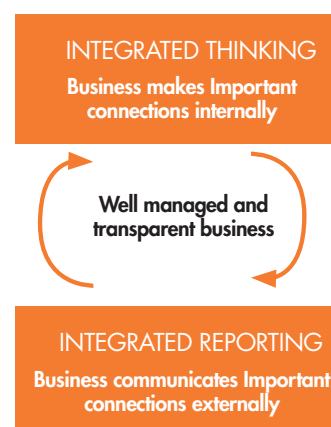 INTEGRATED THINKING
Business makes Important
connections internally
Well managed and
transparent business
INTEGRATED REPORTING
Business communicates Important
connections externally